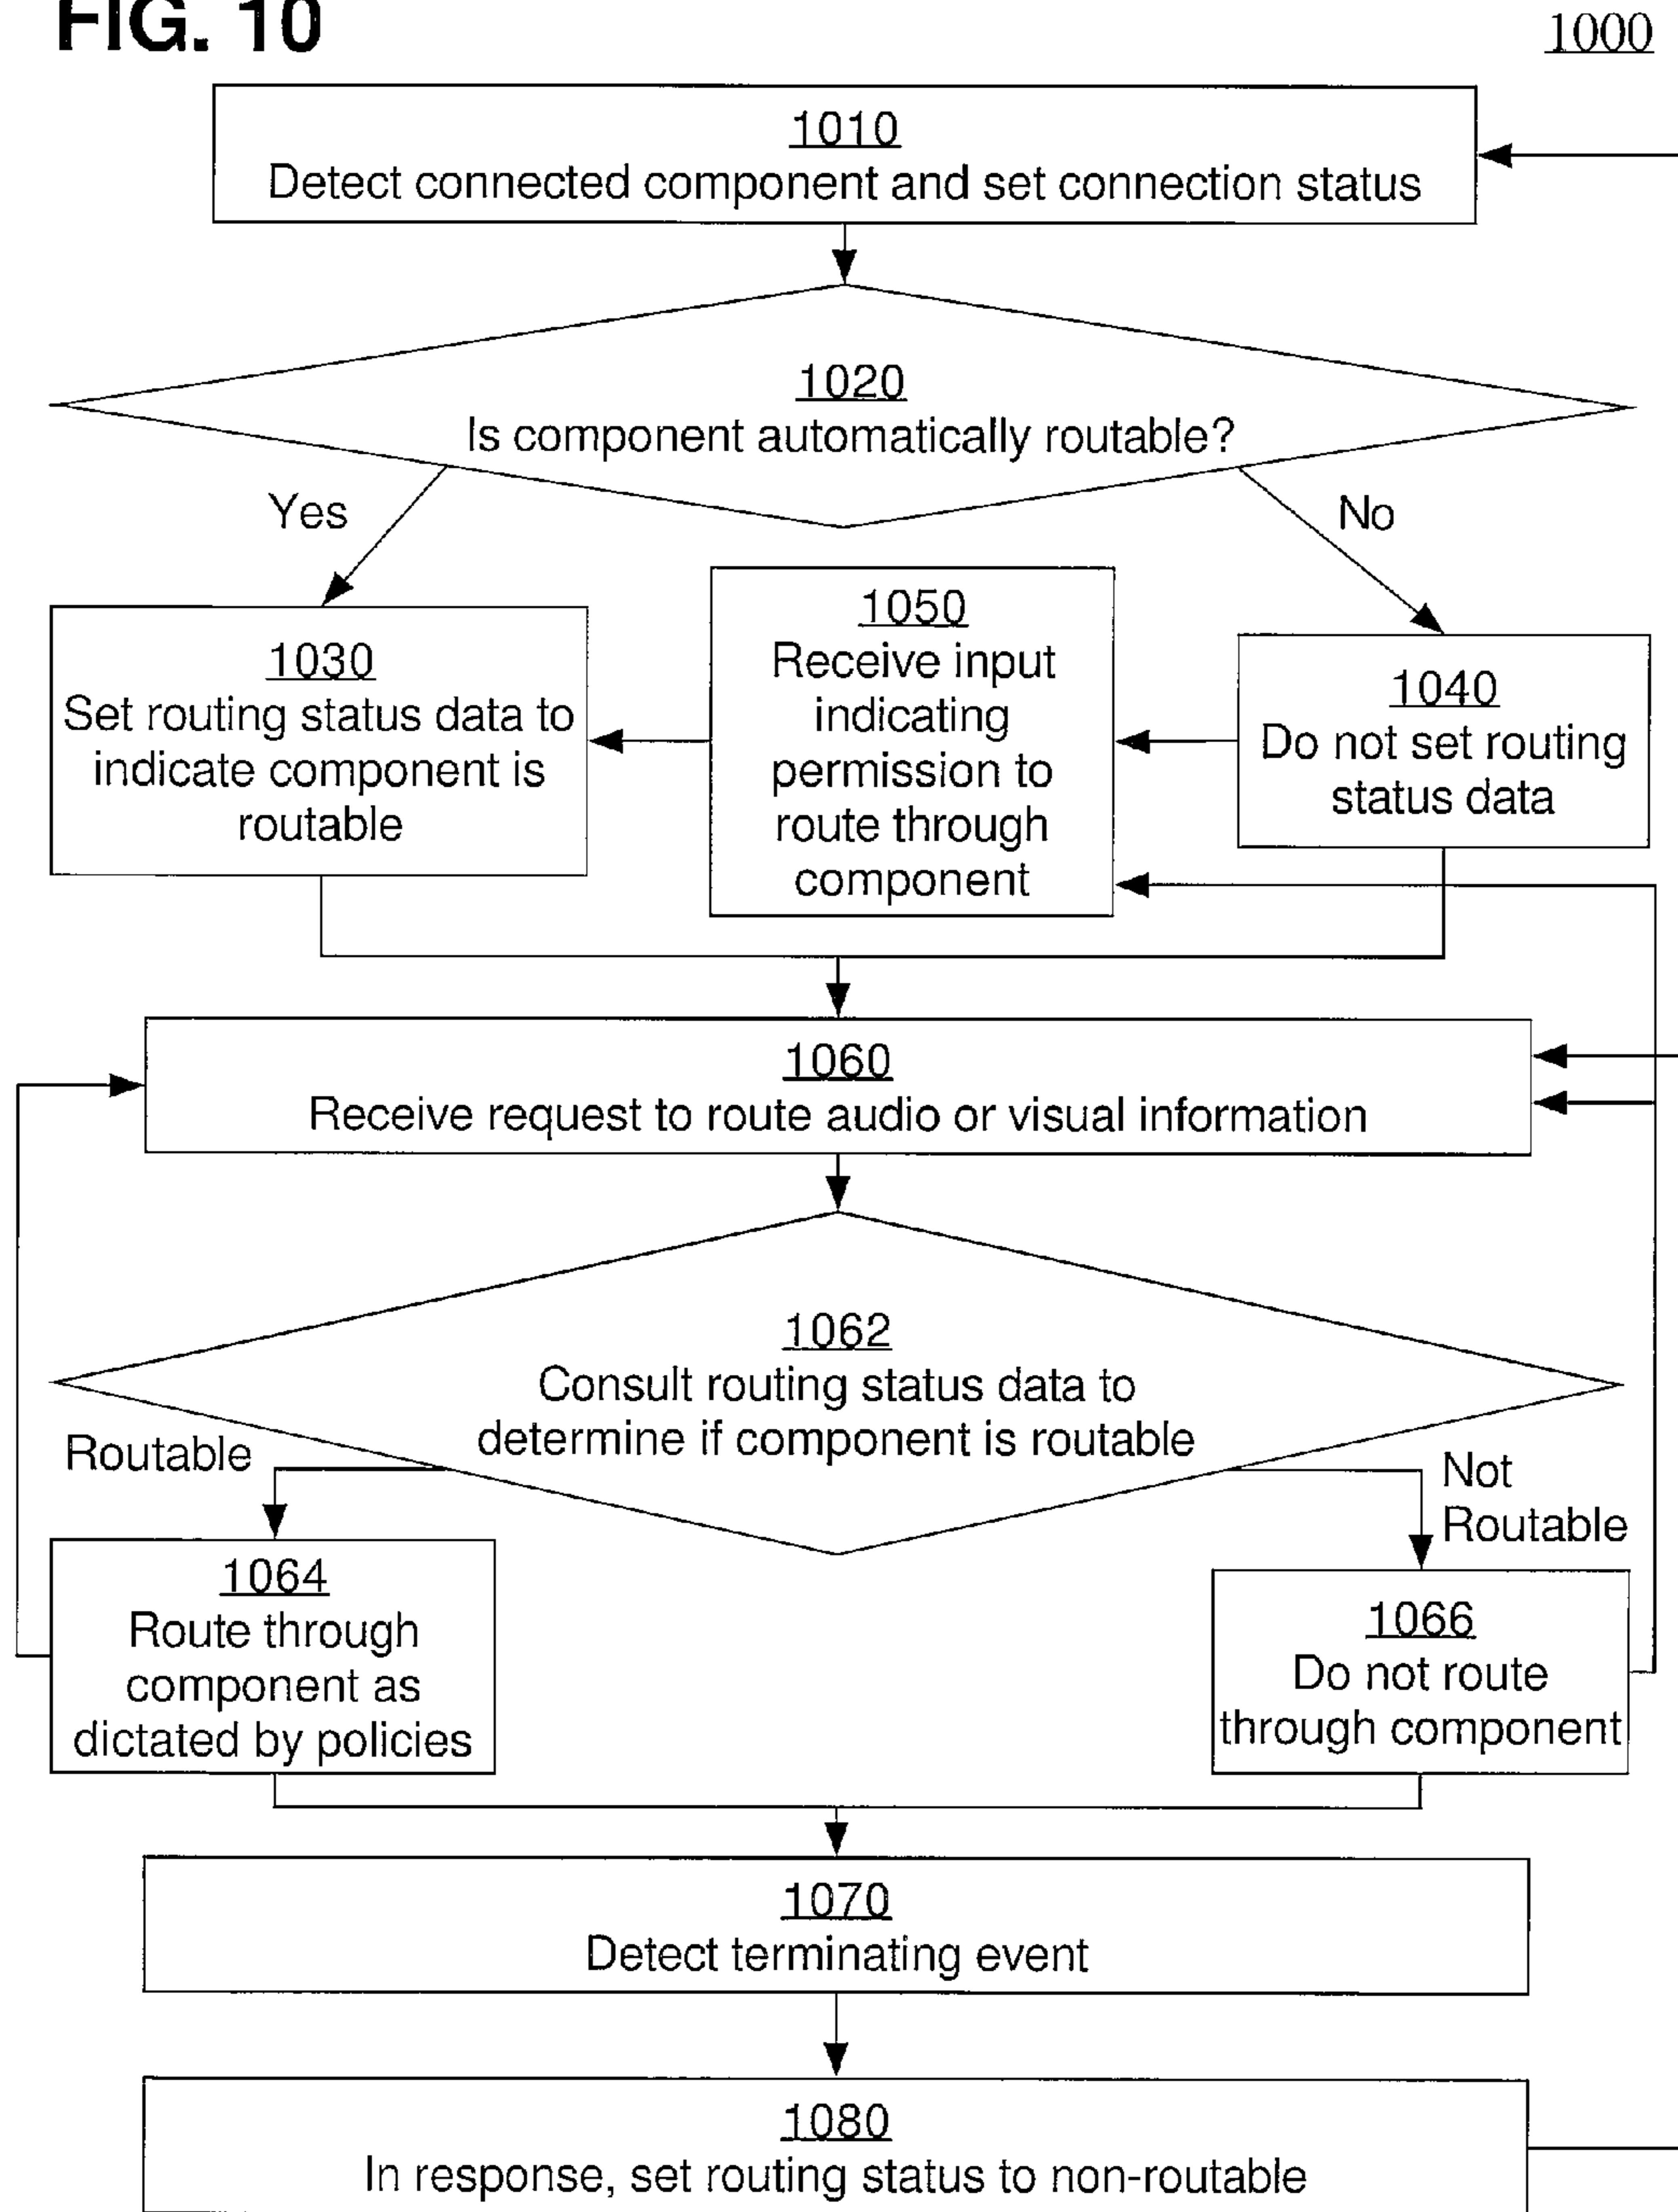 FIG. 10
1000
1010
Detect connected component and set connection status
1020
Is component automatically routable?
Yes
No
1030
Set routing status data to
indicate component is
routable
1050
Receive input
indicating
permission to
route through
component
1040
Do not set routing
status data
1060
Receive request to route audio or visual information
1062
Consult routing status data to
determine if component is routable
Routable
Not
Routable
1064
Route through
component as
dictated by policies
1066
Do not route
through component
1070
Detect terminating event
1080
In response, set routing status to non-routable